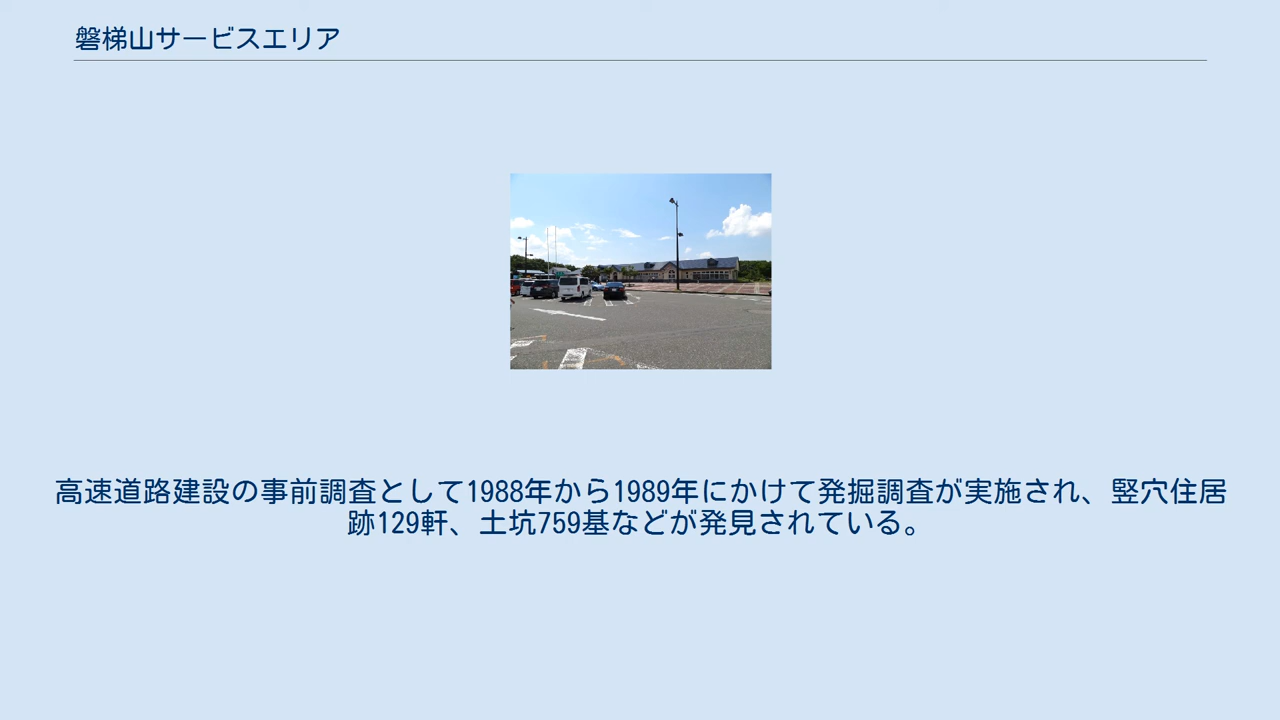 磐梯山サービスエリア
高速道路建設の事前調査として1988年から1989年にかけて発掘調査が実施され、竪穴住居
跡129軒、土坑759基などが発見されている。